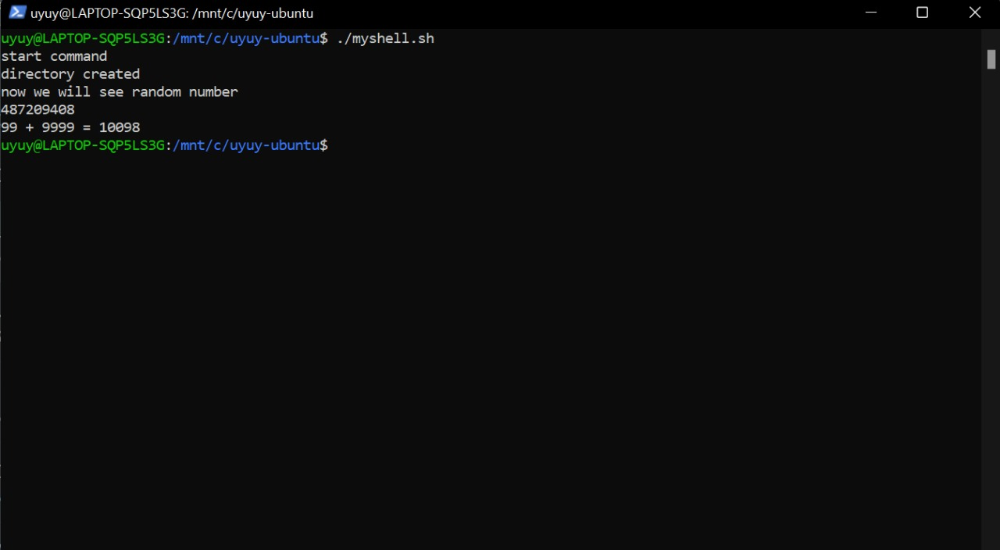 uyuy@LAPTOP-SQP5LS3G: /mnt/c/uyuy-ubuntu
uyuy@LAPTOP-SQP5LS3G:/mnt/c/uyuy-ubuntu$ ./myshell.sh
start command
directory created
now we will see random number
487209408
99 + 9999 = 10098
uyuy@LAPTOP-SQP5LS3G:/mnt/c/uyuy-ubuntu$